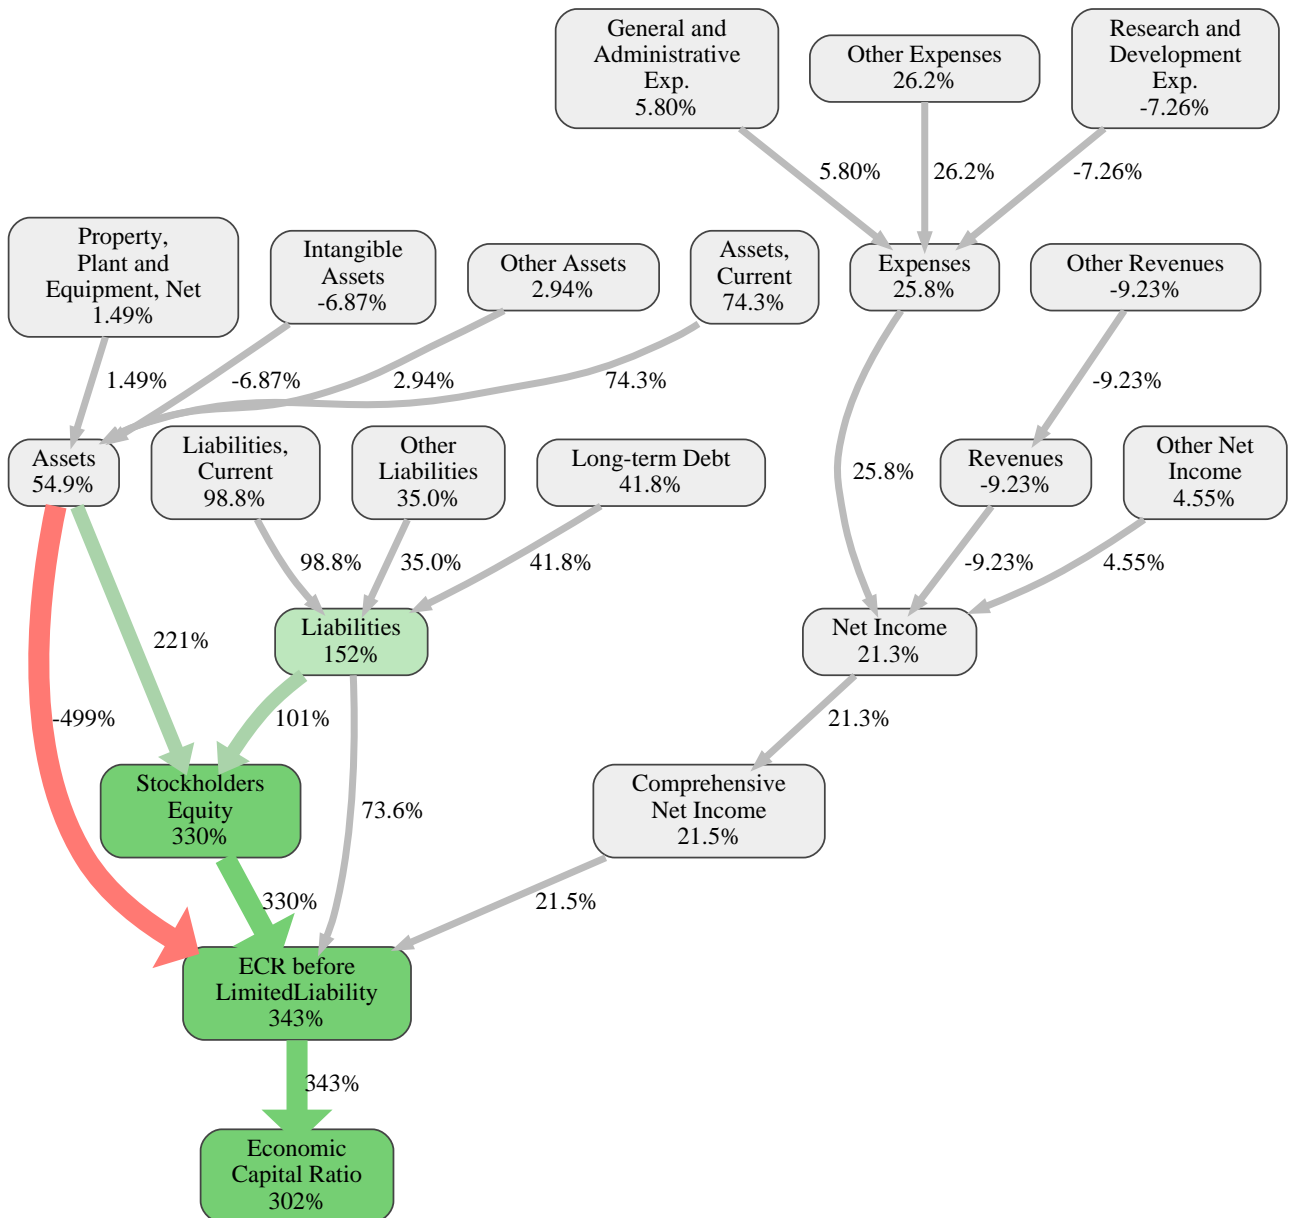 General and
Administrative
Exp.
5.80%
Other Expenses
26.2%
Research and
Development
Exp.
-7.26%
5.80%
26.2%
-7.26%
Property,
Plant and
Equipment, Net
1.49%
Intangible
Assets
-6.87%
Other Assets
2.94%
Assets,
Current
74.3%
Expenses
25.8%
Other Revenues
-9.23%
1.49%
-6.87%
2.94%
74.3%
-9.23%
Assets
54.9%
Liabilities,
Current
98.8%
Other
Liabilities
35.0%
Long-term Debt
41.8%
25.8%
Revenues
-9.23%
Other Net
Income
4.55%
98.8%
35.0%
41.8%
-9.23%
4.55%
221%
Liabilities
152%
Net Income
21.3%
-499%
101%
21.3%
Stockholders
Equity
330%
73.6%
Comprehensive
Net Income
21.5%
330%
21.5%
ECR before
LimitedLiability
343%
343%
Economic
Capital Ratio
302%